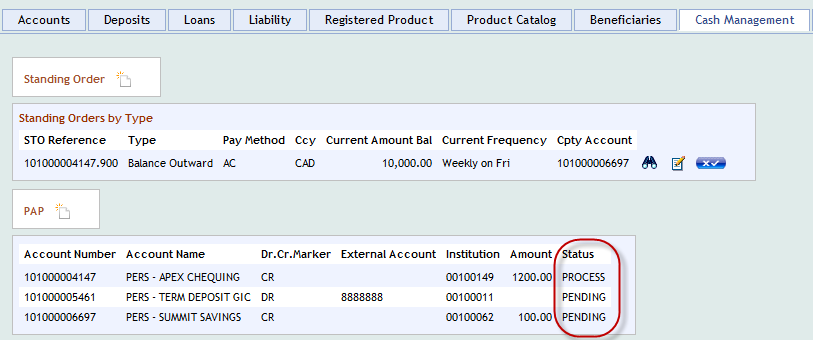 Accounts Deposits Loans Liability Registered Product Product Catalog Beneficiaries Cash Management
Standing Order
Standing Orders by Type
STO Reference Type Pay Method Ccy Current Amount Bal Current Frequency Cpty Account
101000004147.900 Balance Outward AC CAD 10,000.00 Weekly on Fri 101000006697
PAP
Account Number Account Name Dr.Cr.Marker External Account Institution Amount Status
101000004147 PERS - APEX CHEQUING CR 00100149 1200.00 PROCESS
101000005461 PERS - TERM DEPOSIT GIC DR 8888888 00100011 PENDING
101000006697 PERS - SUMMIT SAVINGS CR 00100062 100.00 PENDING